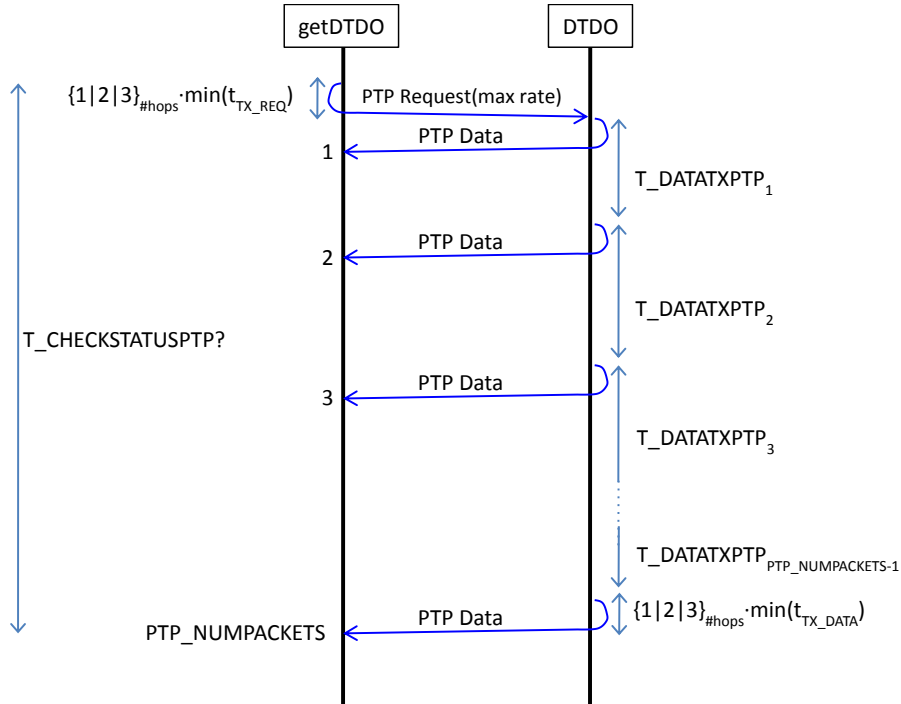 getDTDO
DTDO
{1|2|3}#hops·min(tTX_REQ)
PTP Request(max rate)
PTP Data
1
T_DATATXPTP1
PTP Data
2
T_DATATXPTP2
T_CHECKSTATUSPTP?
PTP Data
3
T_DATATXPTP3
T_DATATXPTPPTP_NUMPACKETS-1
PTP Data
{1|2|3}#hops·min(tTX_DATA)
PTP_NUMPACKETS